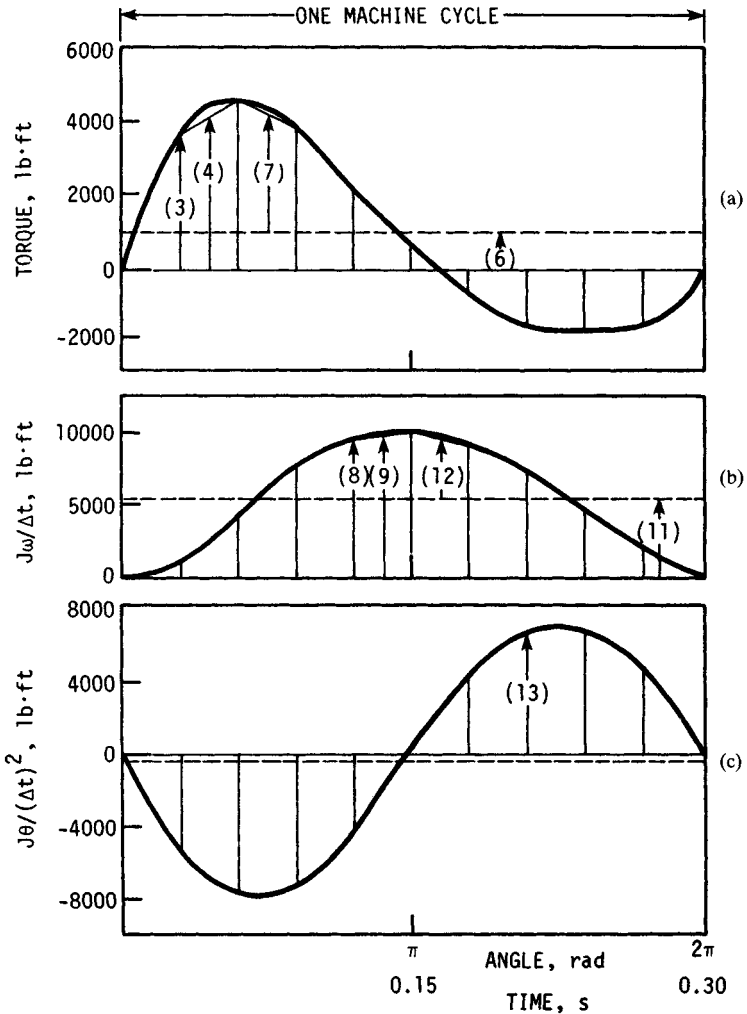 ONE MACHINE CYCLE
6000
4000
2000
0
-2000
TORQUE, lb·ft
(3)
(4)
(7)
(6)
(a)
10000
5000
0
Jω/Δt, lb·ft
(8)
(9)
(12)
(11)
(b)
8000
4000
0
-4000
-8000
Jθ/(Δt)², lb·ft
(13)
(c)
π
2π
ANGLE, rad
0.15
0.30
TIME, s